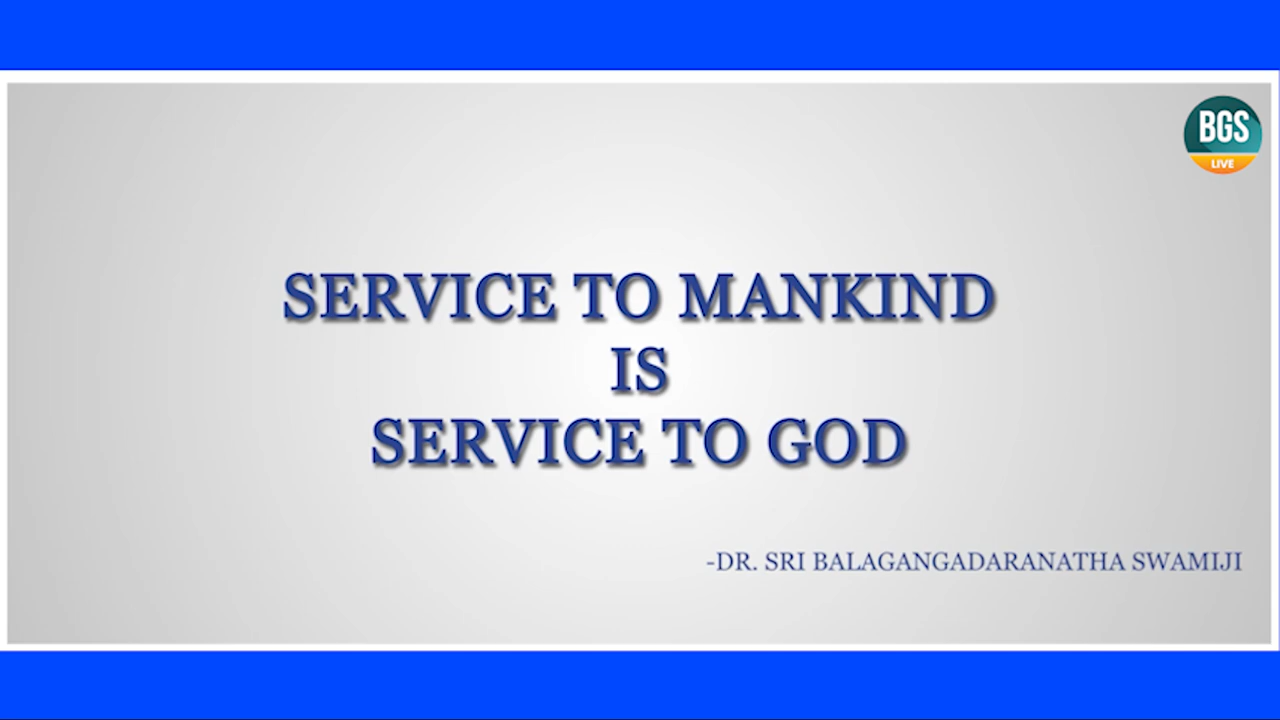 BGS
LIVE
SERVICE TO MANKIND
IS
SERVICE TO GOD
-DR. SRI BALAGANGADARANATHA SWAMIJI